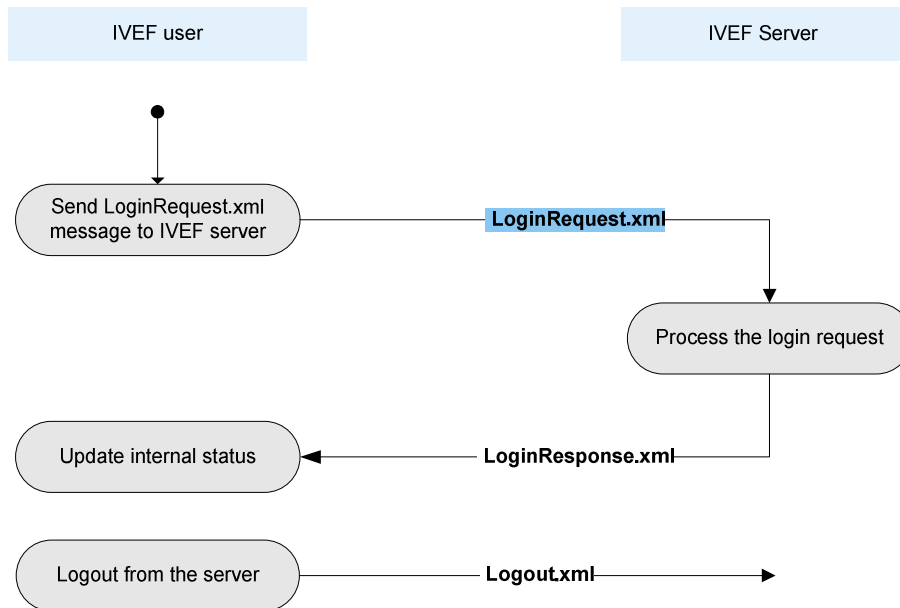 IVEF user
IVEF Server
Send LoginRequest.xml
message to IVEF server
LoginRequest.xml
Process the login request
Update internal status
LoginResponse.xml
Logout from the server
Logout.xml